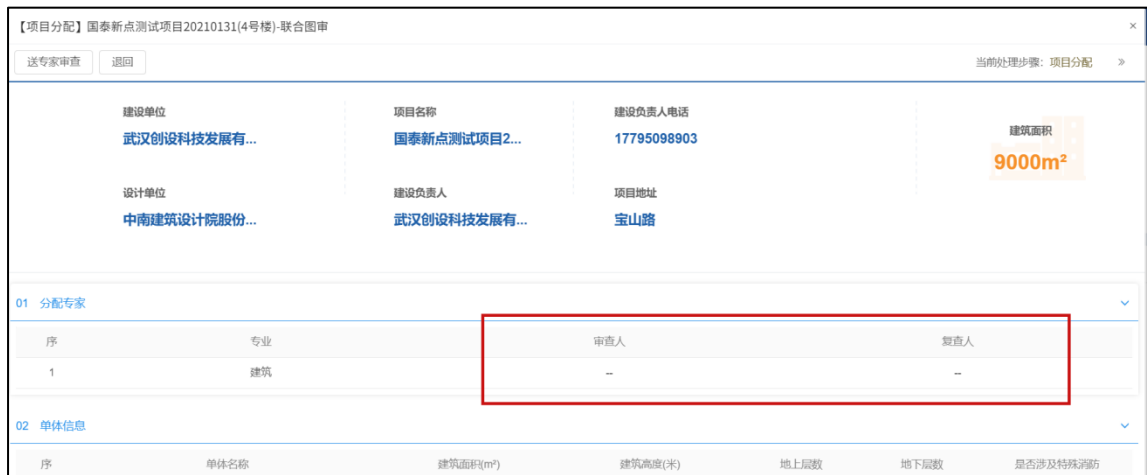 【项目分配】国泰新点测试项目20210131(4号楼)-联合图审 ×
送专家审查 退回 当前处理步骤：项目分配 »
建设单位 项目名称 建设负责人电话
武汉创设科技发展有... 国泰新点测试项目2... 17795098903
建筑面积
9000m²
设计单位 建设负责人 项目地址
中南建筑设计院股份... 武汉创设科技发展有... 宝山路
01 分配专家
序 专业 审查人 复查人
1 建筑 -- --
02 单体信息
序 单体名称 建筑面积(m²) 建筑高度(米) 地上层数 地下层数 是否涉及特殊消防